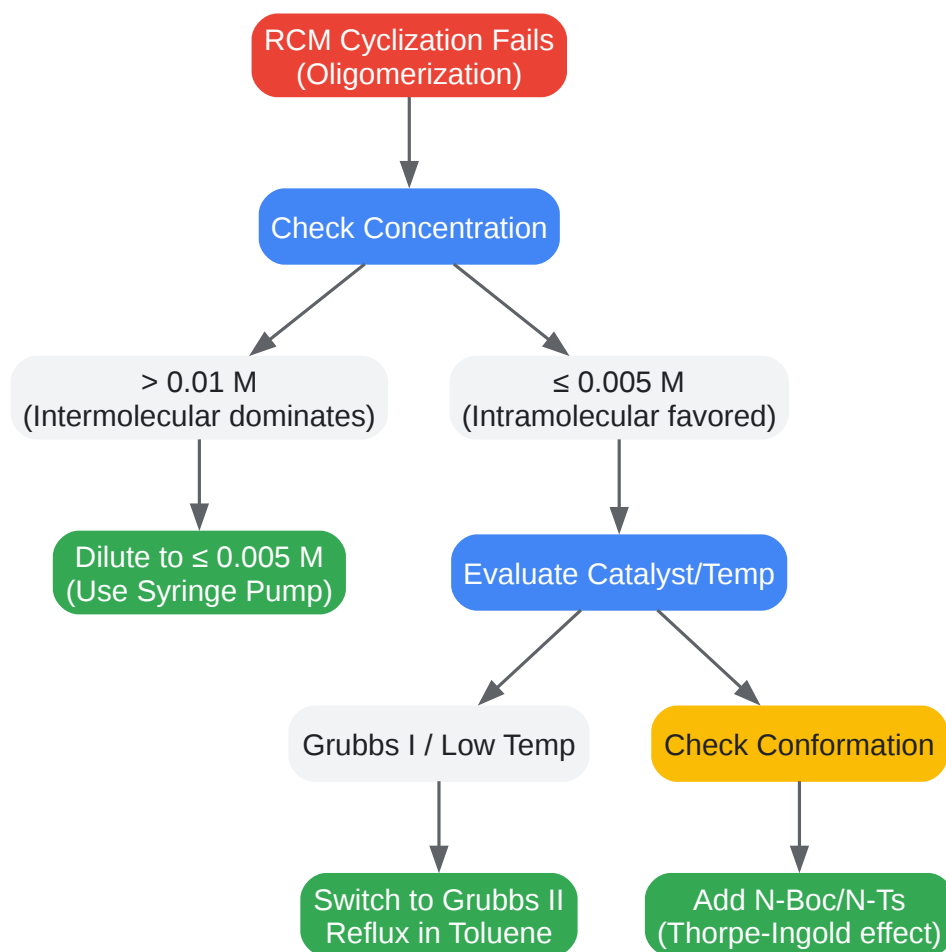 RCM Cyclization Fails
(Oligomerization)
Check Concentration
> 0.01 M
(Intermolecular dominates)
≤ 0.005 M
(Intramolecular favored)
Dilute to ≤ 0.005 M
(Use Syringe Pump)
Evaluate Catalyst/Temp
Grubbs I / Low Temp
Check Conformation
Switch to Grubbs II
Reflux in Toluene
Add N-Boc/N-Ts
(Thorpe-Ingold effect)